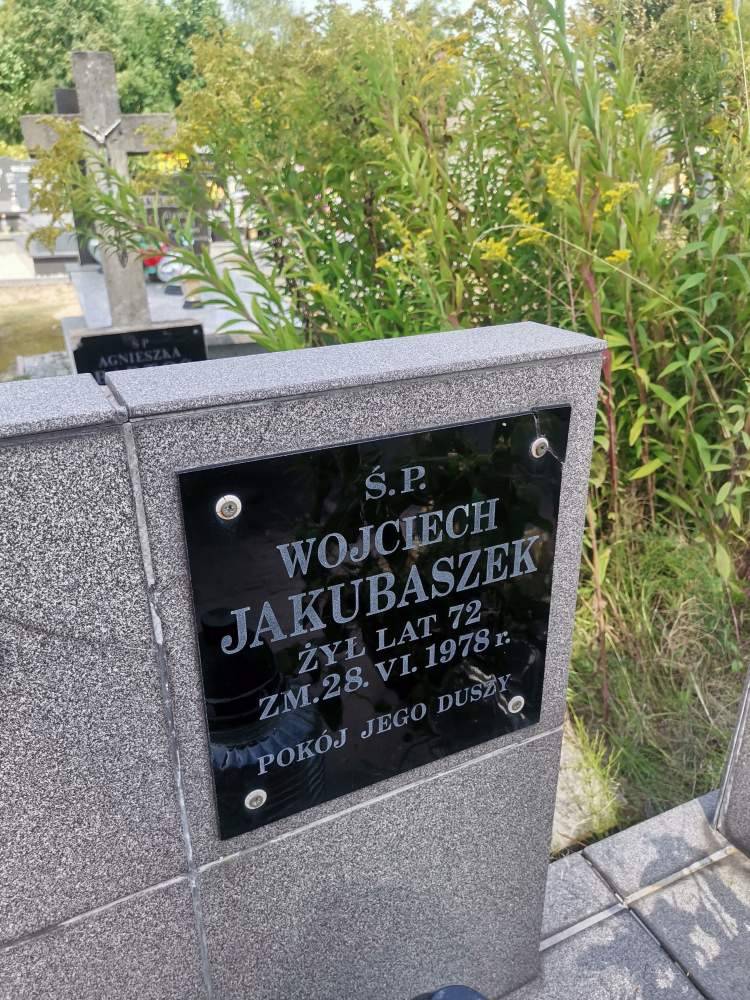 Ś.P.
WOJCIECH
JAKUBASZEK
ŻYŁ LAT 72
ZM. 28. VI. 1978 r.
POKÓJ JEGO DUSZY
Ś P
AGNIESZKA